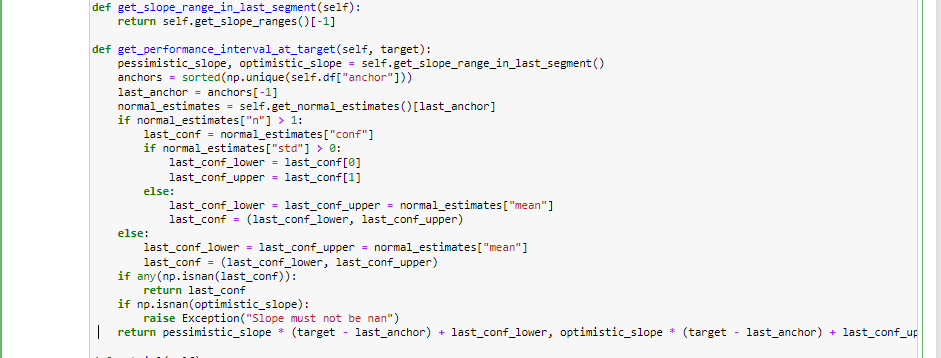 def get_slope_range_in_last_segment(self):
    return self.get_slope_ranges()[-1]
def get_performance_interval_at_target(self, target):
    pessimistic_slope, optimistic_slope = self.get_slope_range_in_last_segment()
    anchors = sorted(np.unique(self.df["anchor"]))
    last_anchor = anchors[-1]
    normal_estimates = self.get_normal_estimates()[last_anchor]
    if normal_estimates["n"] > 1:
        last_conf = normal_estimates["conf"]
        if normal_estimates["std"] > 0:
            last_conf_lower = last_conf[0]
            last_conf_upper = last_conf[1]
        else:
            last_conf_lower = last_conf_upper = normal_estimates["mean"]
            last_conf = (last_conf_lower, last_conf_upper)
    else:
        last_conf_lower = last_conf_upper = normal_estimates["mean"]
        last_conf = (last_conf_lower, last_conf_upper)
    if any(np.isnan(last_conf)):
        return last_conf
    if np.isnan(optimistic_slope):
        raise Exception("Slope must not be nan")
    return pessimistic_slope * (target - last_anchor) + last_conf_lower, optimistic_slope * (target - last_anchor) + last_conf_up